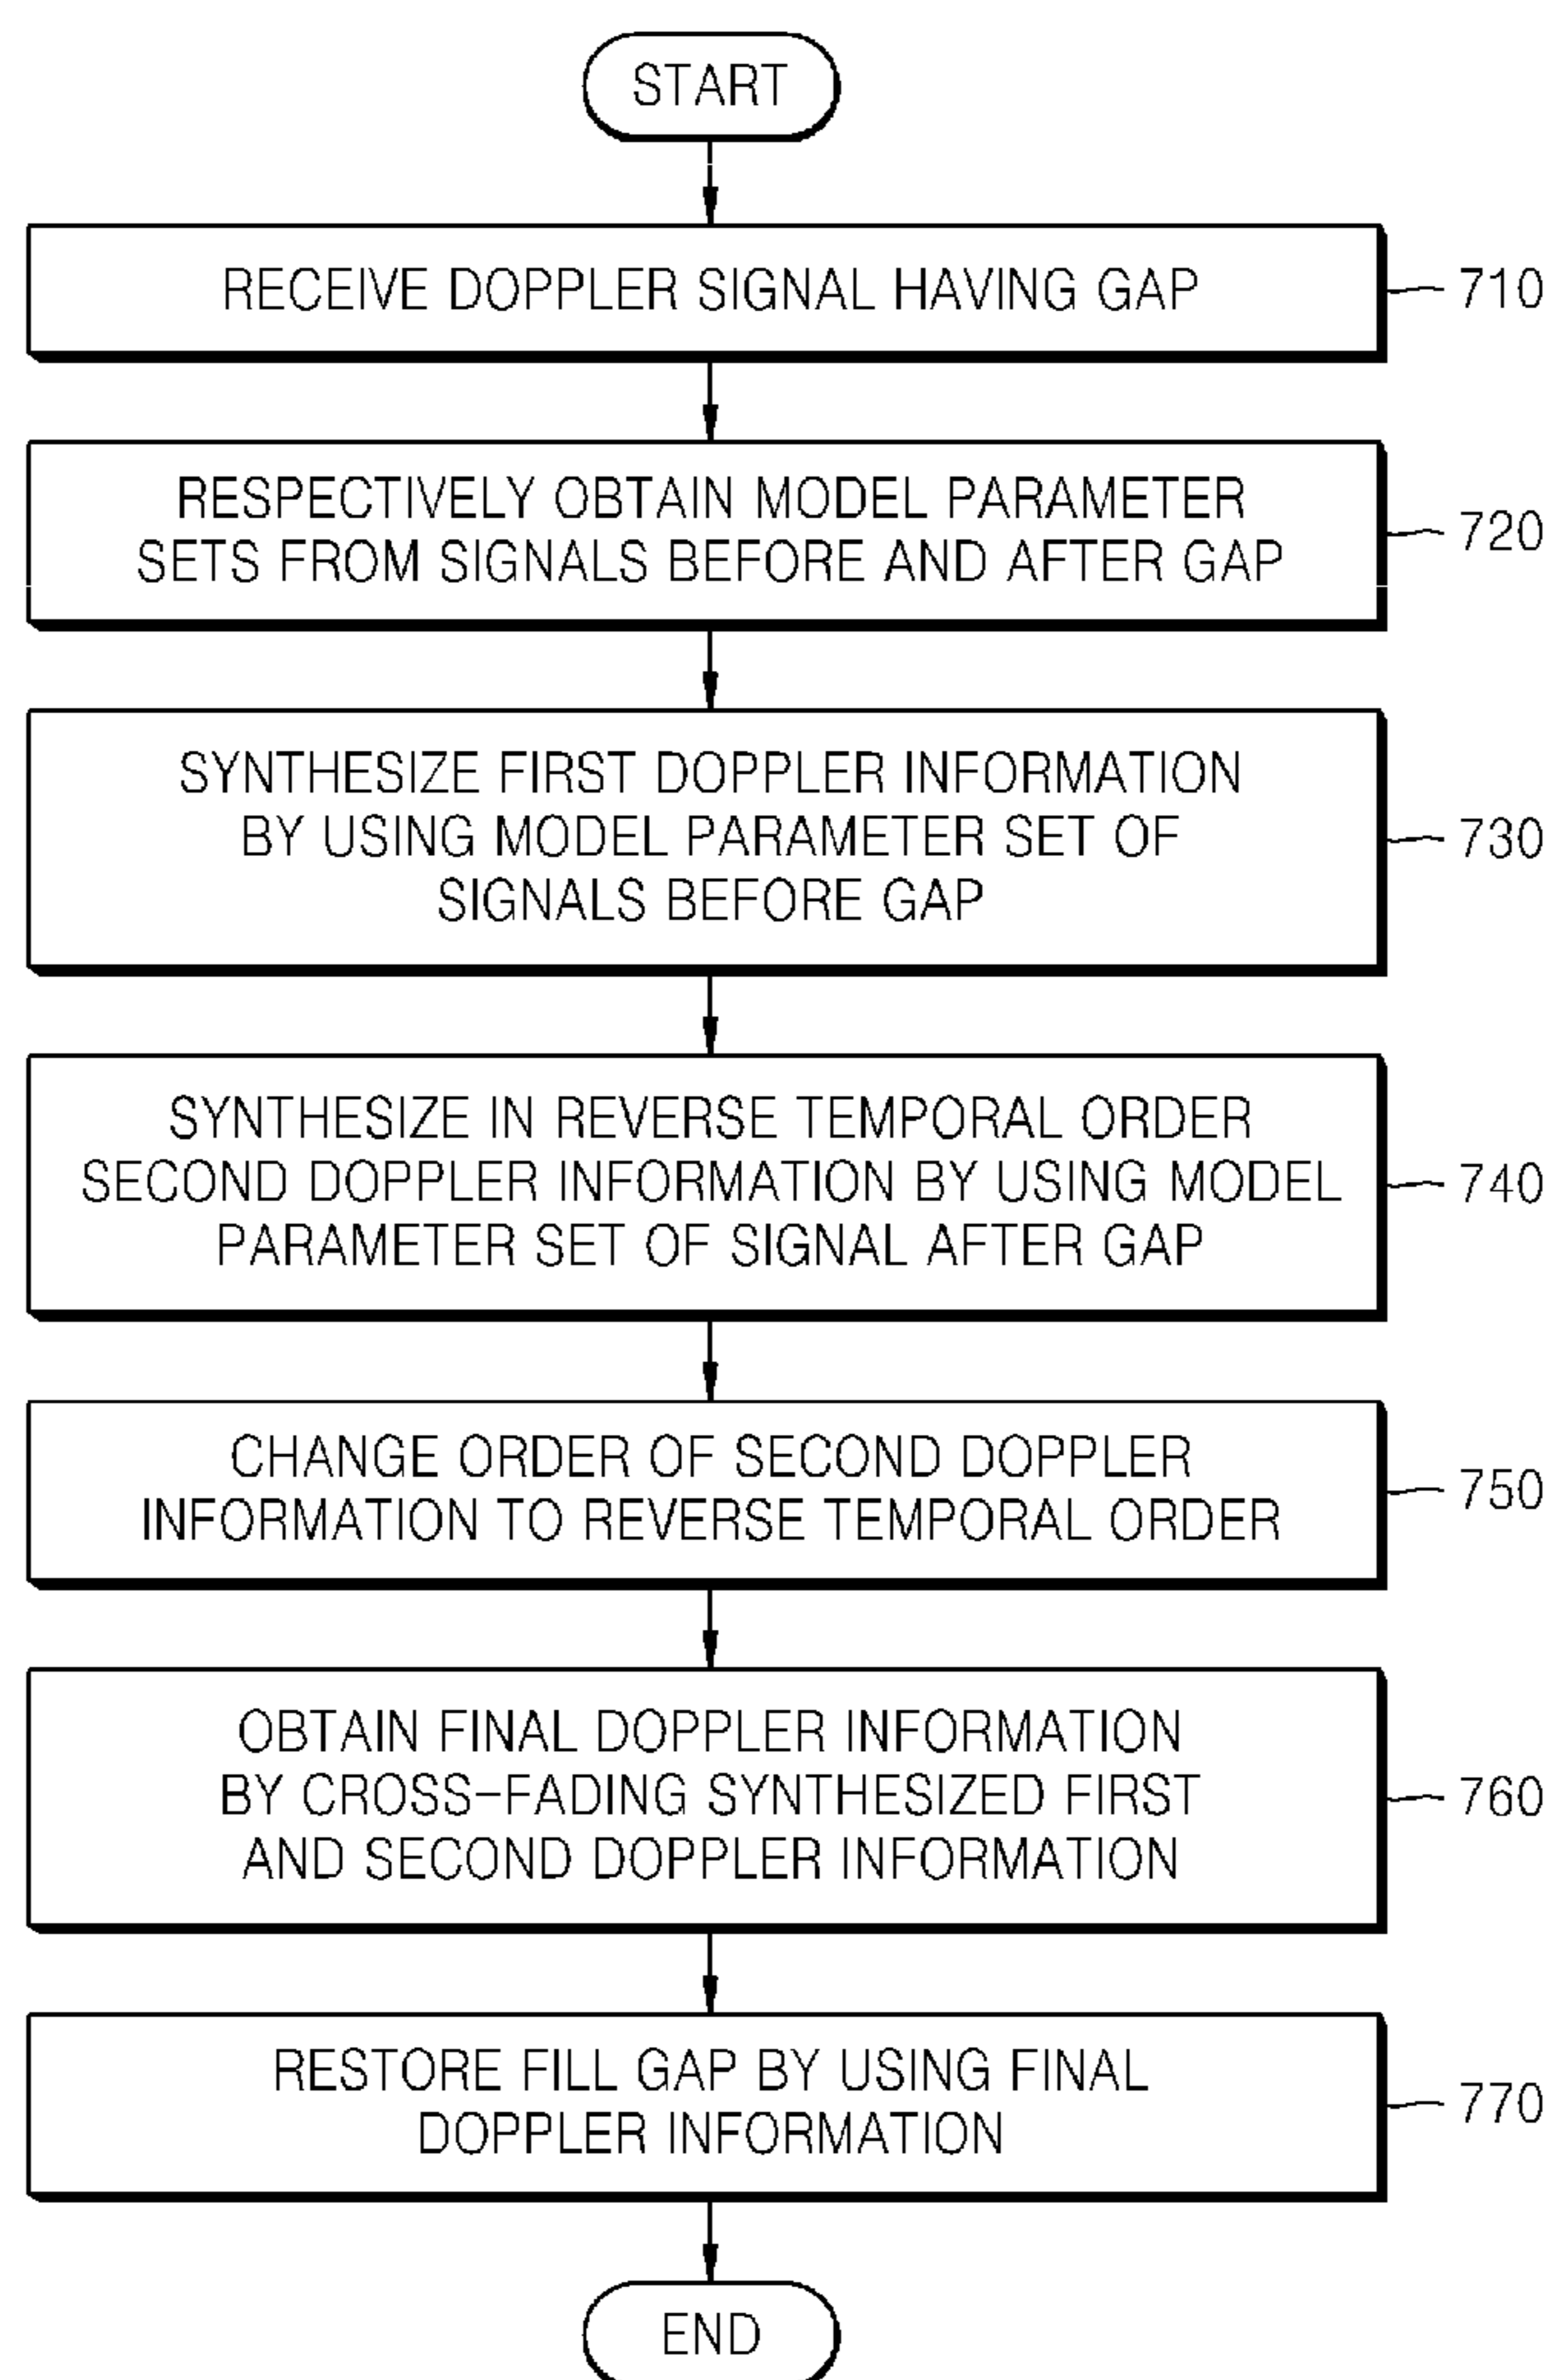 START
RECEIVE DOPPLER SIGNAL HAVING GAP
710
RESPECTIVELY OBTAIN MODEL PARAMETER
SETS FROM SIGNALS BEFORE AND AFTER GAP
720
SYNTHESIZE FIRST DOPPLER INFORMATION
BY USING MODEL PARAMETER SET OF
SIGNALS BEFORE GAP
730
SYNTHESIZE IN REVERSE TEMPORAL ORDER
SECOND DOPPLER INFORMATION BY USING MODEL
PARAMETER SET OF SIGNAL AFTER GAP
740
CHANGE ORDER OF SECOND DOPPLER
INFORMATION TO REVERSE TEMPORAL ORDER
750
OBTAIN FINAL DOPPLER INFORMATION
BY CROSS-FADING SYNTHESIZED FIRST
AND SECOND DOPPLER INFORMATION
760
RESTORE FILL GAP BY USING FINAL
DOPPLER INFORMATION
770
END